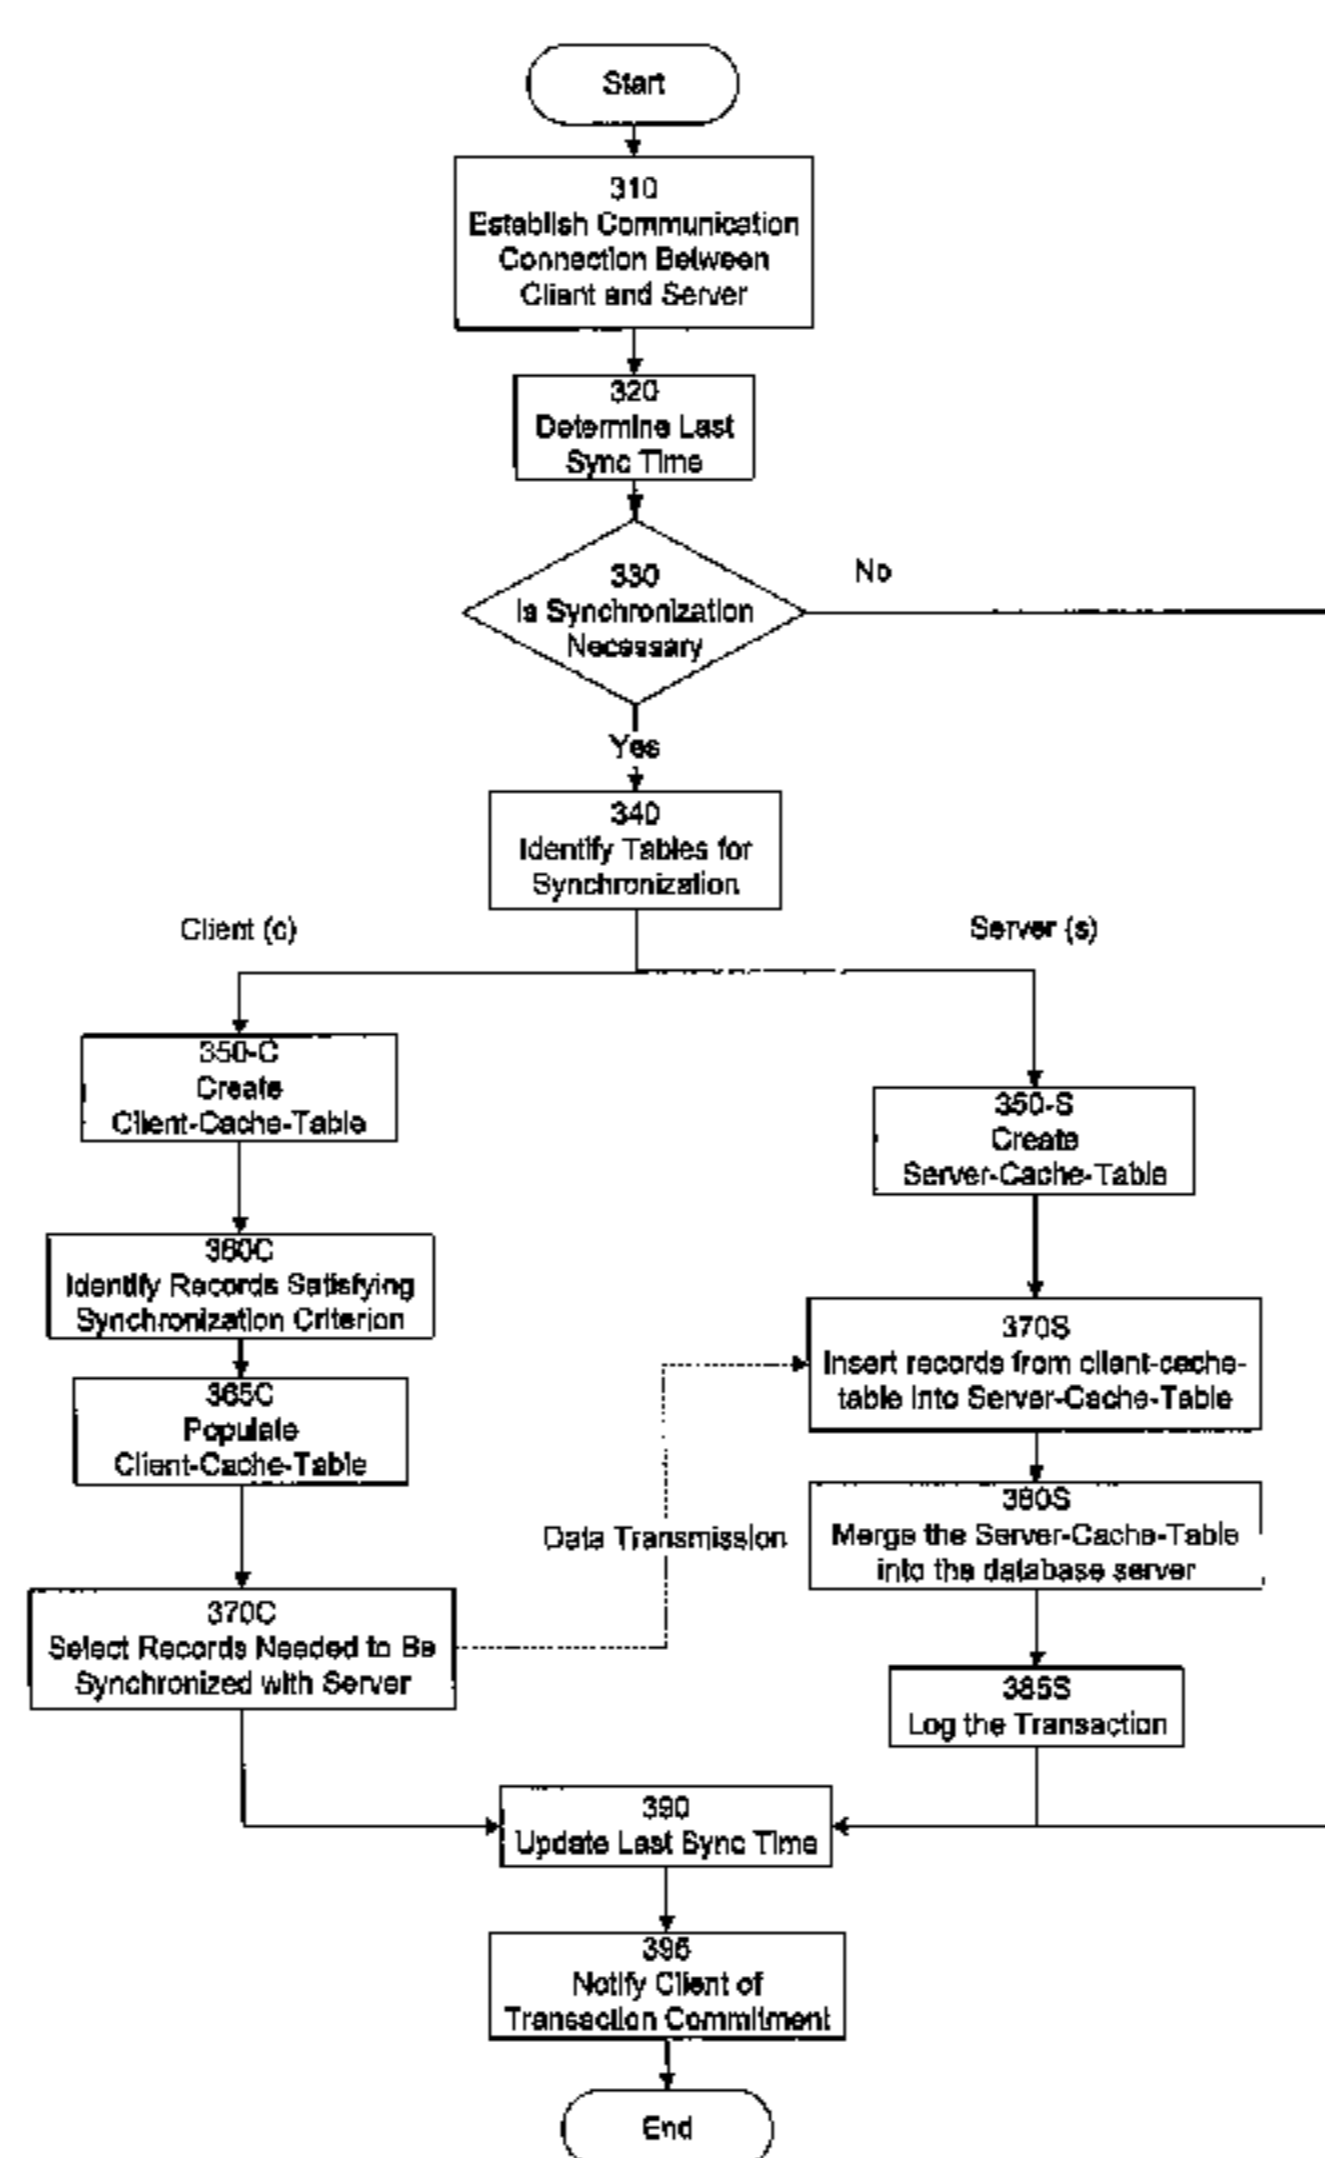 Start
310
Establish Communication
Connection Between
Client and Server
320
Determine Last
Sync Time
330
Is Synchronization
Necessary
No
Yes
340
Identify Tables for
Synchronization
Client (c)
Server (s)
350-C
Create
Client-Cache-Table
350-S
Create
Server-Cache-Table
360C
Identify Records Satisfying
Synchronization Criterion
370S
Insert records from client-cache-
table into Server-Cache-Table
365C
Populate
Client-Cache-Table
380S
Merge the Server-Cache-Table
into the database server
Data Transmission
370C
Select Records Needed to Be
Synchronized with Server
385S
Log the Transaction
390
Update Last Sync Time
395
Notify Client of
Transaction Commitment
End